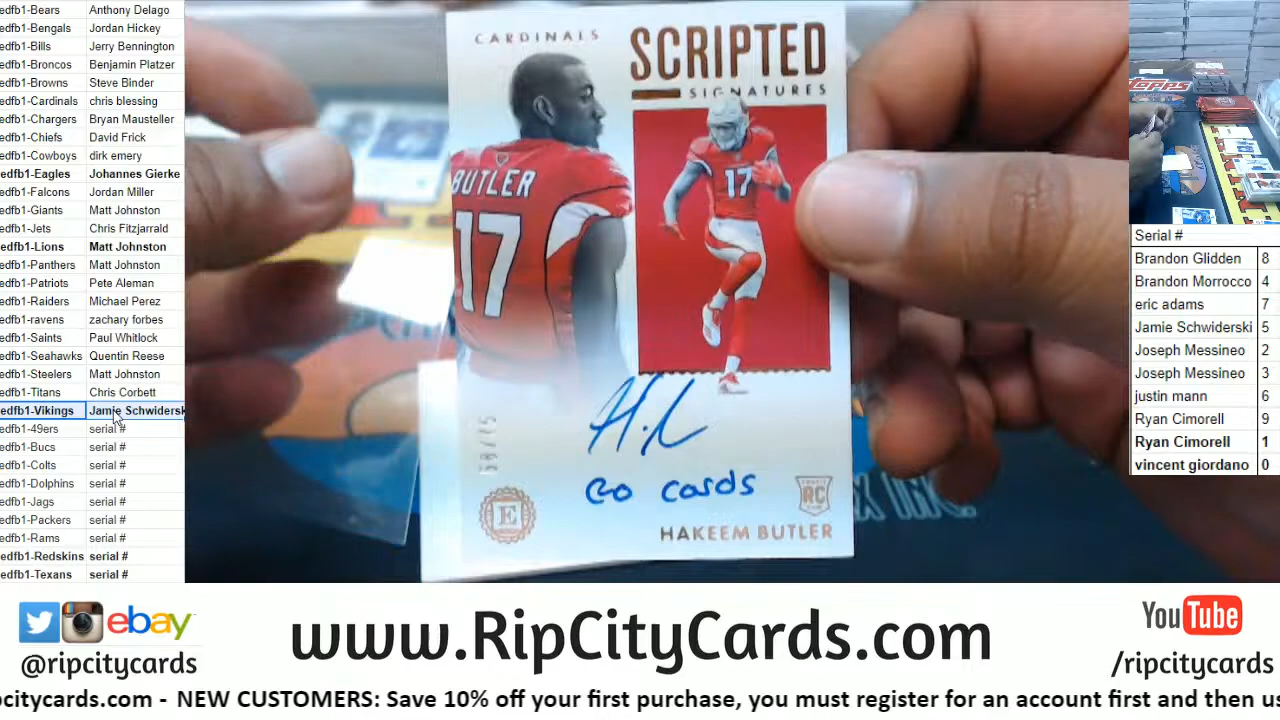 edfb1-Bears Anthony Delago
edfb1-Bengals Jordan Hickey
edfb1-Bills Jerry Bennington
edfb1-Broncos Benjamin Platzer
edfb1-Browns Steve Binder
edfb1-Cardinals chris blessing
edfb1-Chargers Bryan Mausteller
edfb1-Chiefs David Frick
edfb1-Cowboys dirk emery
edfb1-Eagles Johannes Gierke
edfb1-Falcons Jordan Miller
edfb1-Giants Matt Johnston
edfb1-Jets Chris Fitzjarrald
edfb1-Lions Matt Johnston
edfb1-Panthers Matt Johnston
edfb1-Patriots Pete Aleman
edfb1-Raiders Michael Perez
edfb1-ravens zachary forbes
edfb1-Saints Paul Whitlock
edfb1-Seahawks Quentin Reese
edfb1-Steelers Matt Johnston
edfb1-Titans Chris Corbett
edfb1-Vikings Jamie Schwidersk
edfb1-49ers serial #
edfb1-Bucs serial #
edfb1-Colts serial #
edfb1-Dolphins serial #
edfb1-Jags serial #
edfb1-Packers serial #
edfb1-Rams serial #
edfb1-Redskins serial #
edfb1-Texans serial #
CARDINALS
SCRIPTED
SIGNATURES
BUTLER
17
17
Go cards
E
RC
HAKEEM BUTLER
INC.
TOPPS
Serial #
Brandon Glidden 8
Brandon Morrocco 4
eric adams 7
Jamie Schwiderski 5
Joseph Messineo 2
Joseph Messineo 3
justin mann 6
Ryan Cimorell 9
Ryan Cimorell 1
vincent giordano 0
ebay
@ripcitycards
www.RipCityCards.com
YouTube
/ripcitycards
pcitycards.com - NEW CUSTOMERS: Save 10% off your first purchase, you must register for an account first and then us